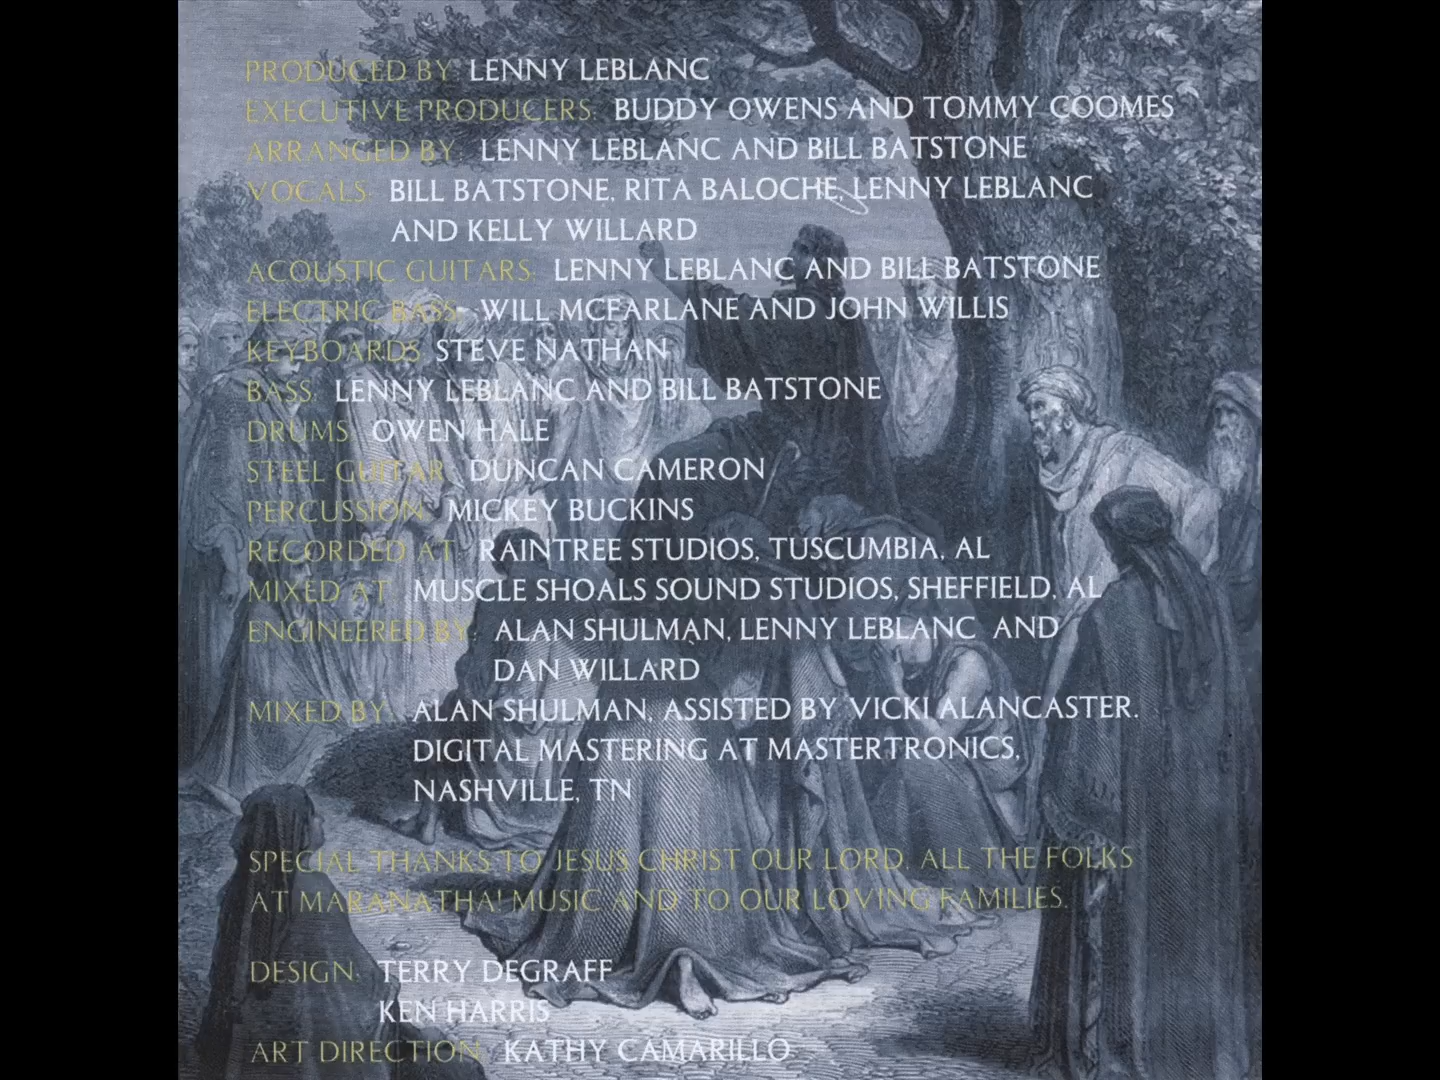 PRODUCED BY: LENNY LEBLANC
EXECUTIVE PRODUCERS: BUDDY OWENS AND TOMMY COOMES
ARRANGED BY: LENNY LEBLANC AND BILL BATSTONE
VOCALS: BILL BATSTONE, RITA BALOCHE, LENNY LEBLANC
AND KELLY WILLARD
ACOUSTIC GUITARS: LENNY LEBLANC AND BILL BATSTONE
ELECTRIC BASS: WILL MCFARLANE AND JOHN WILLIS
KEYBOARDS: STEVE NATHAN
BASS: LENNY LEBLANC AND BILL BATSTONE
DRUMS: OWEN HALE
STEEL GUITAR: DUNCAN CAMERON
PERCUSSION: MICKEY BUCKINS
RECORDED AT: RAINTREE STUDIOS, TUSCUMBIA, AL
MIXED AT: MUSCLE SHOALS SOUND STUDIOS, SHEFFIELD, AL
ENGINEERED BY: ALAN SHULMAN, LENNY LEBLANC AND
DAN WILLARD
MIXED BY: ALAN SHULMAN, ASSISTED BY VICKI ALANCASTER.
DIGITAL MASTERING AT MASTERTRONICS,
NASHVILLE, TN
SPECIAL THANKS TO JESUS CHRIST OUR LORD, ALL THE FOLKS
AT MARANATHA! MUSIC AND TO OUR LOVING FAMILIES.
DESIGN: TERRY DEGRAFF
KEN HARRIS
ART DIRECTION: KATHY CAMARILLO